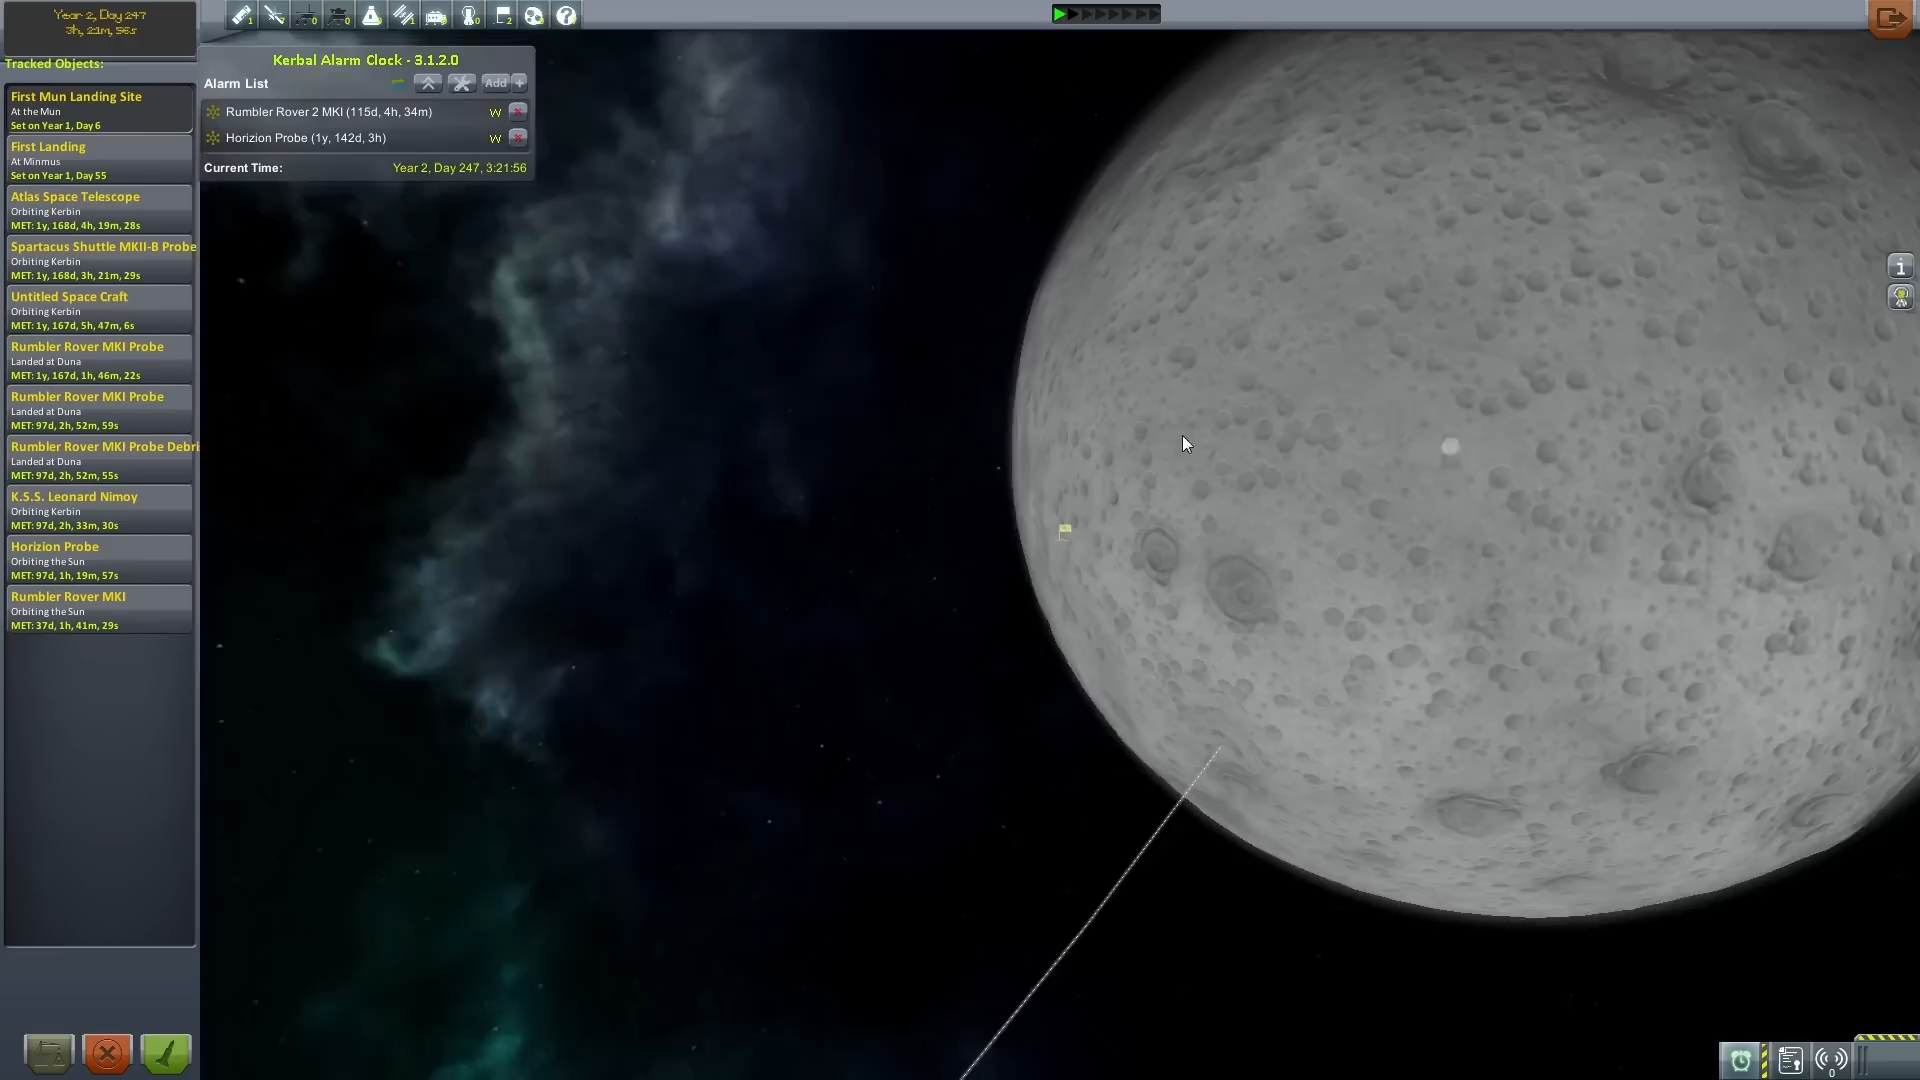 Year 2, Day 247
3h, 21m, 56s
Tracked Objects:
First Mun Landing Site
At the Mun
Set on Year 1, Day 6
First Landing
At Minmus
Set on Year 1, Day 55
Atlas Space Telescope
Orbiting Kerbin
MET: 1y, 168d, 4h, 19m, 28s
Spartacus Shuttle MKII-B Probe
Orbiting Kerbin
MET: 1y, 168d, 3h, 21m, 29s
Untitled Space Craft
Orbiting Kerbin
MET: 1y, 167d, 5h, 47m, 6s
Rumbler Rover MKI Probe
Landed at Duna
MET: 1y, 167d, 1h, 46m, 22s
Rumbler Rover MKI Probe
Landed at Duna
MET: 97d, 2h, 52m, 59s
Rumbler Rover MKI Probe Debri
Landed at Duna
MET: 97d, 2h, 52m, 55s
K.S.S. Leonard Nimoy
Orbiting Kerbin
MET: 97d, 2h, 33m, 30s
Horizion Probe
Orbiting the Sun
MET: 97d, 1h, 19m, 57s
Rumbler Rover MKI
Orbiting the Sun
MET: 37d, 1h, 41m, 29s
Kerbal Alarm Clock - 3.1.2.0
Alarm List
Add +
Rumbler Rover 2 MKI (115d, 4h, 34m) W
Horizion Probe (1y, 142d, 3h) W
Current Time: Year 2, Day 247, 3:21:56
0